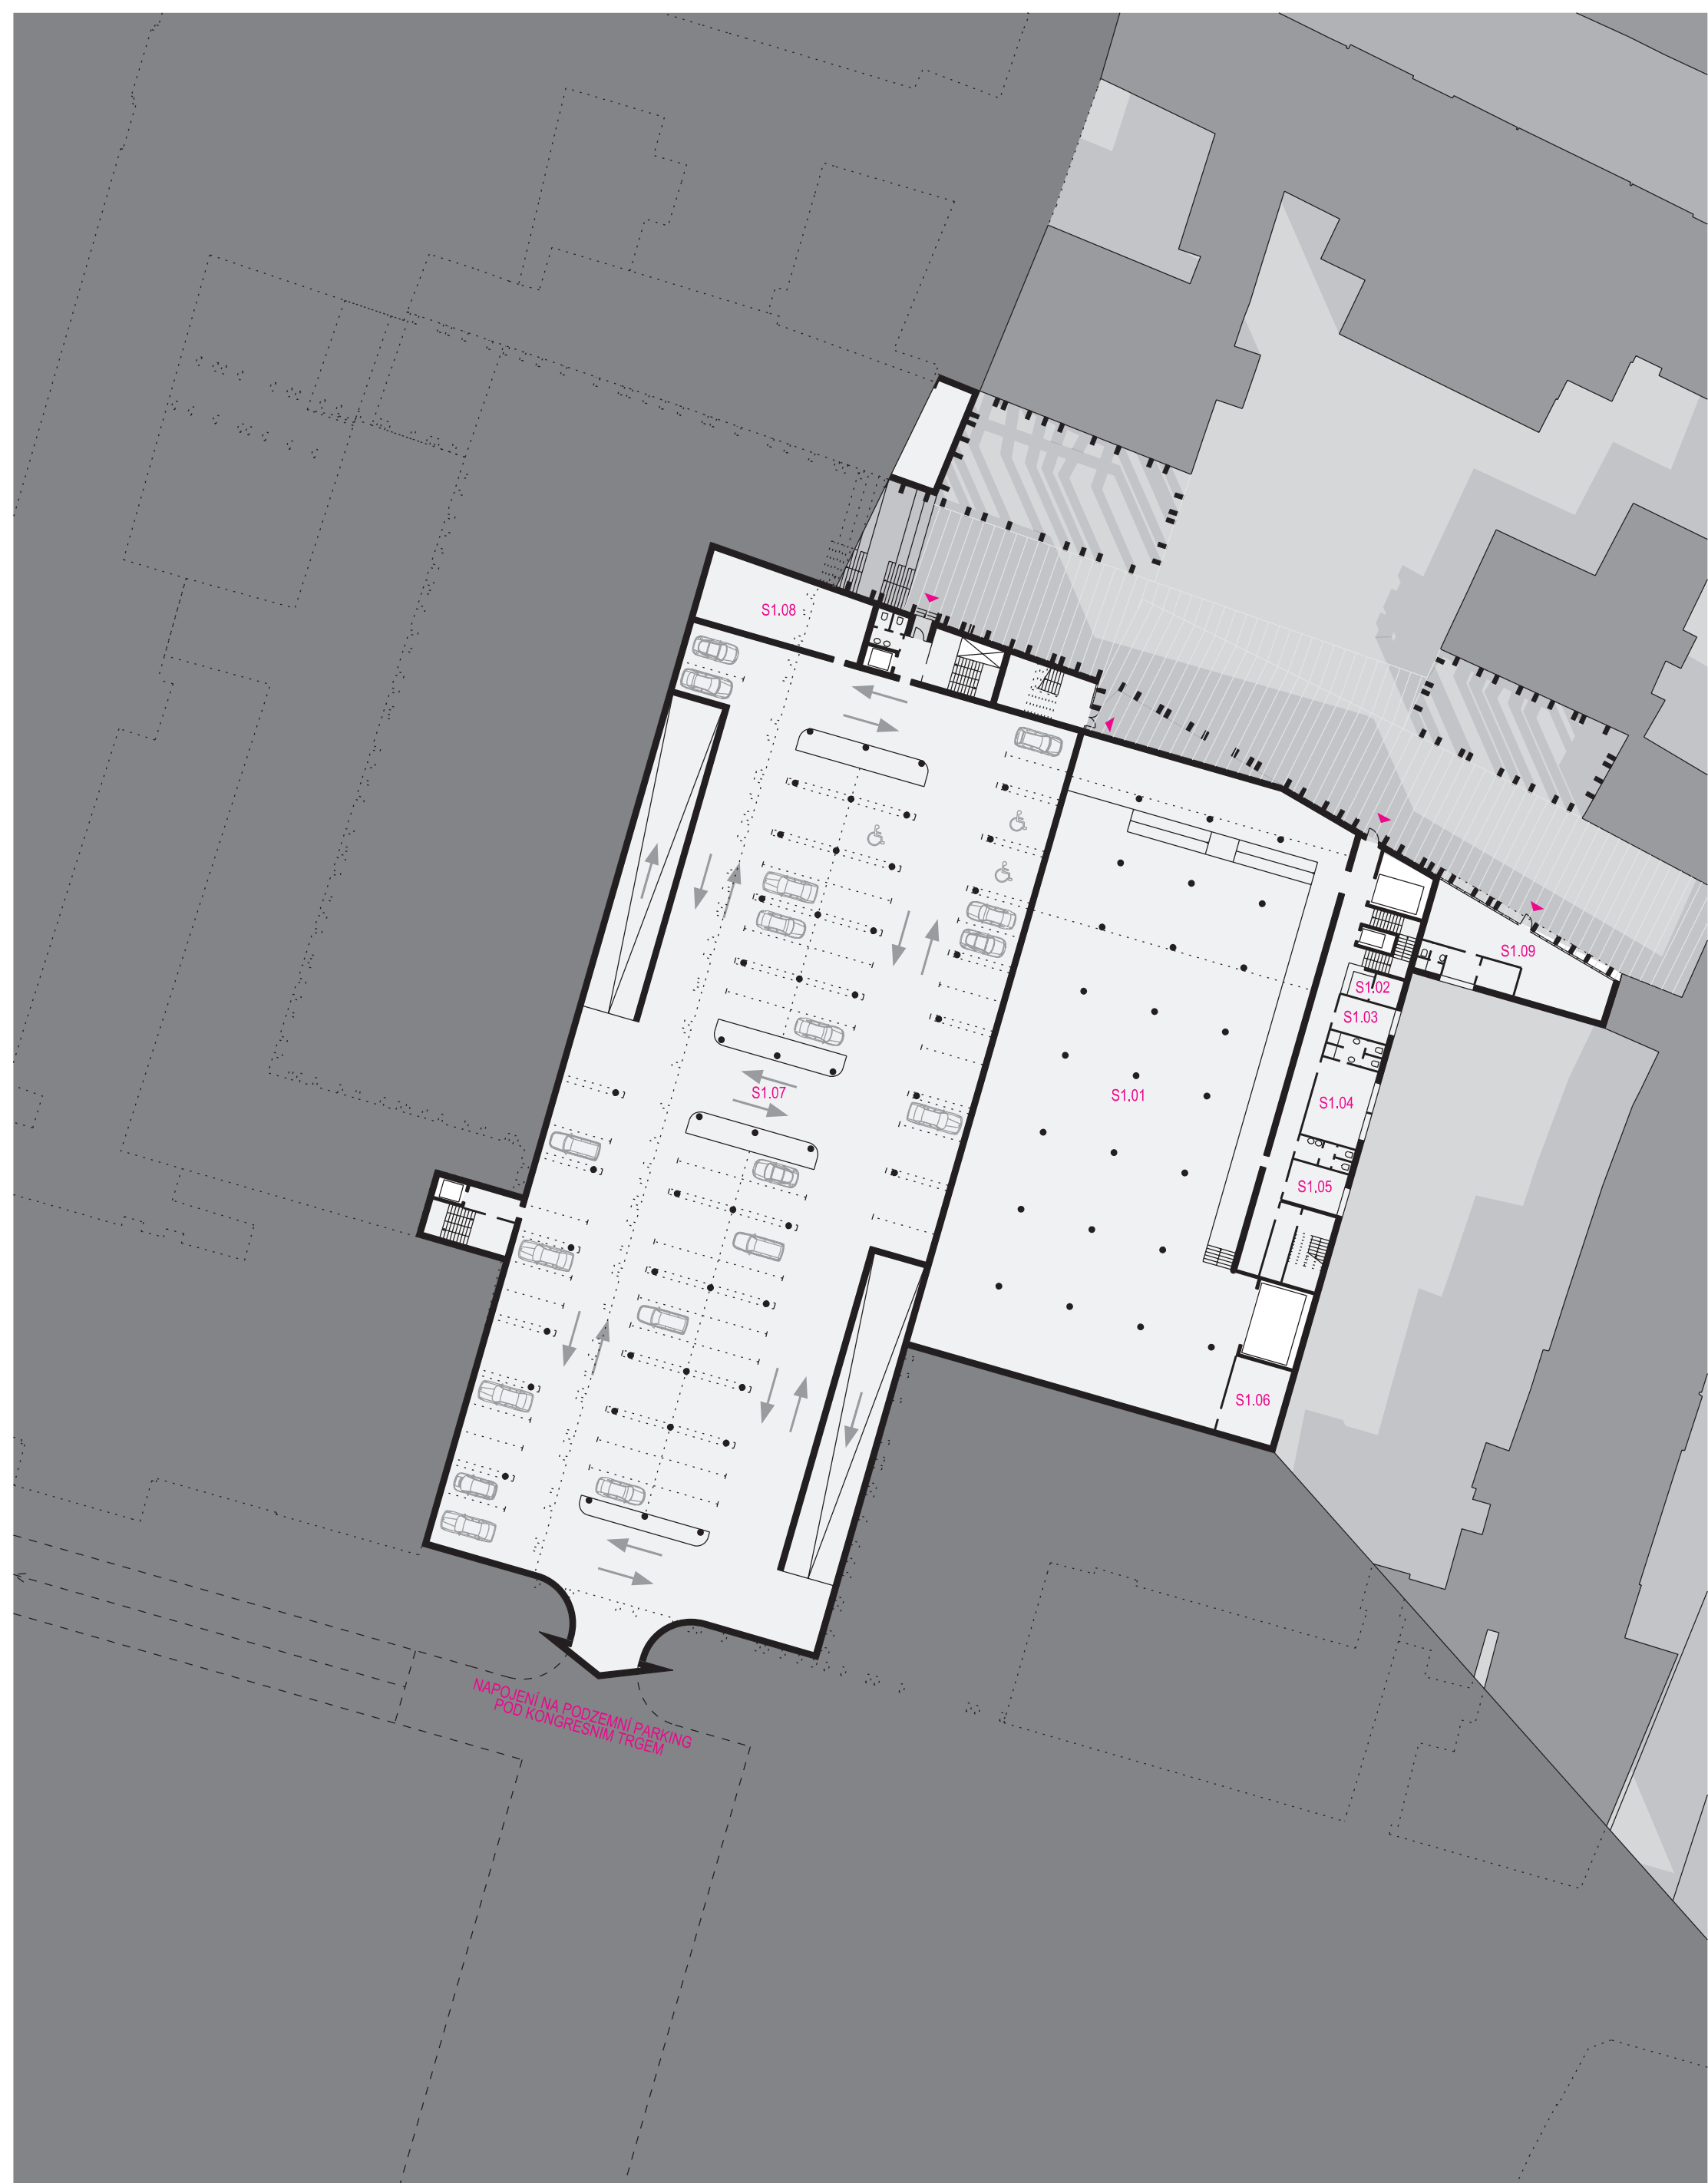 S1.08
S1.09
S1.02
S1.03
S1.07
S1.01
S1.04
S1.05
S1.06
NAPOJENÍ NA PODZEMNÍ PARKING
POD KONGRESNIM TRGEM